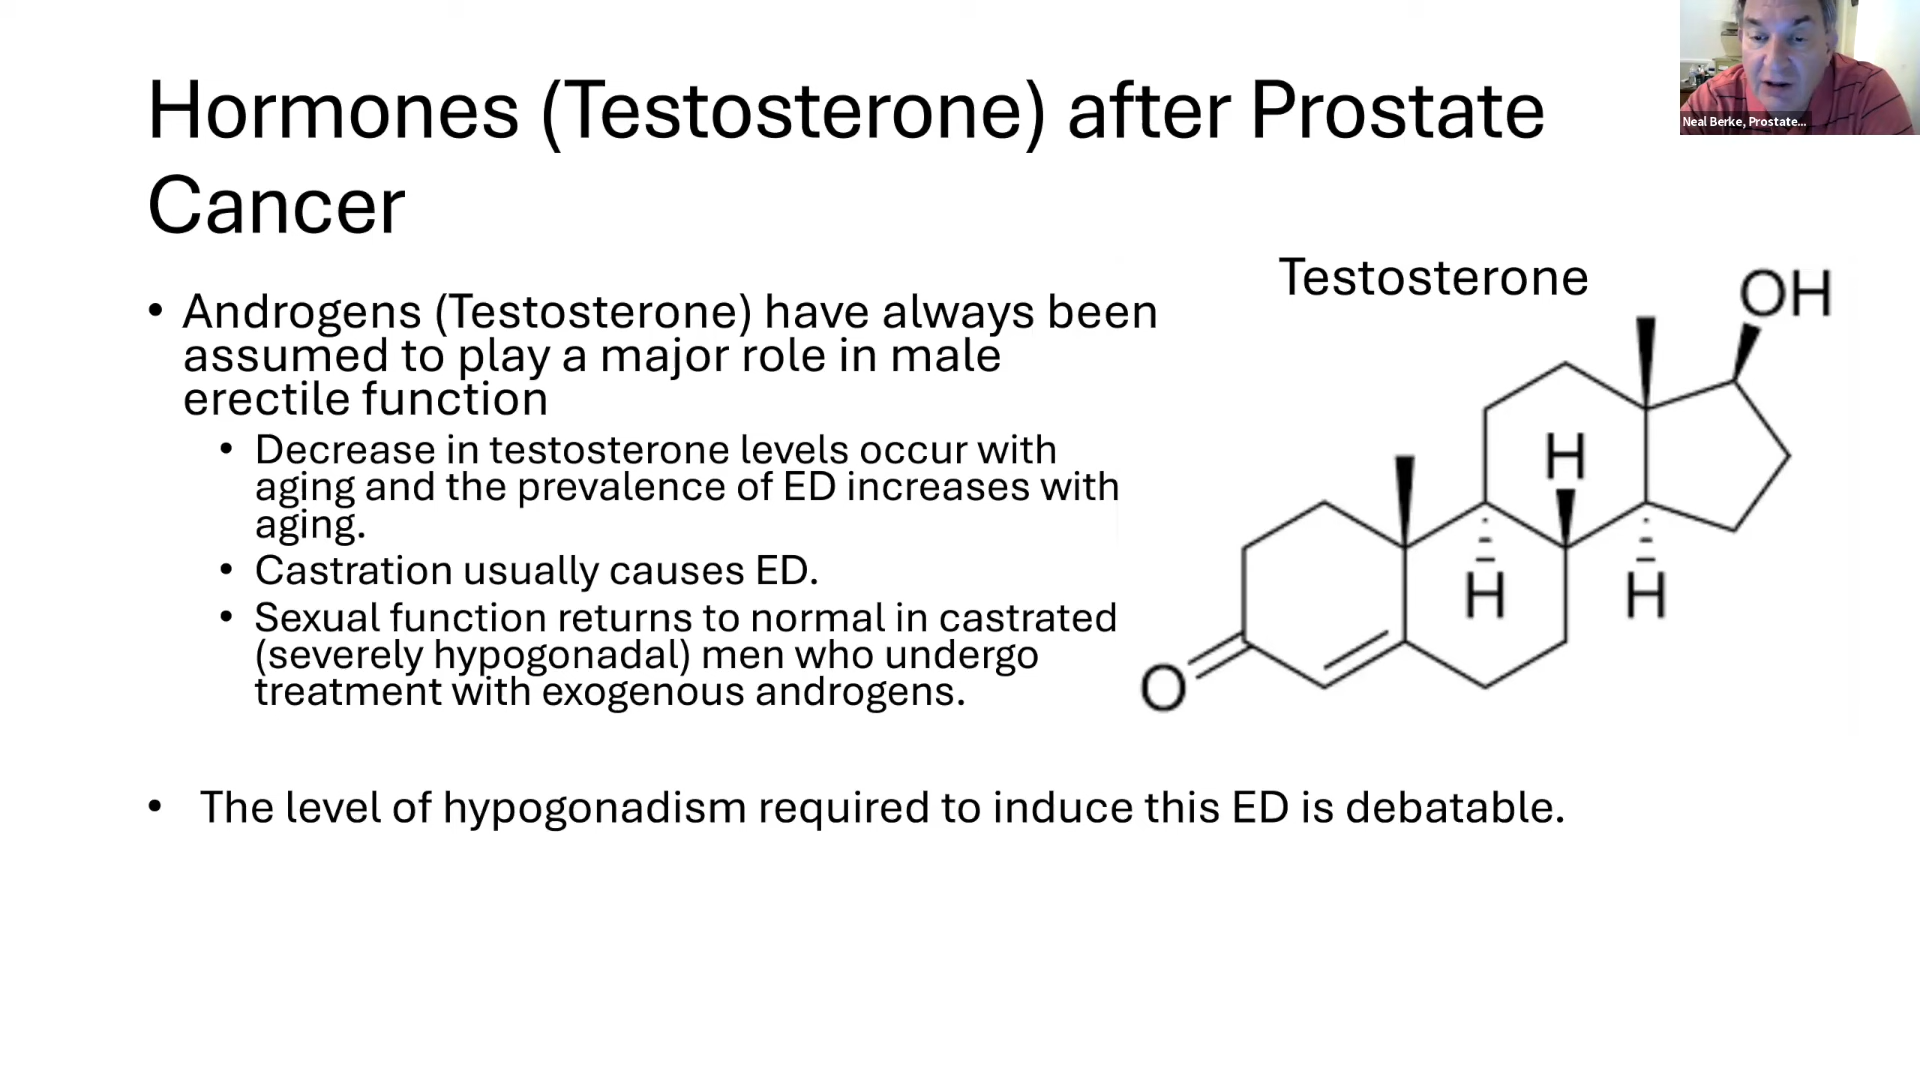 Hormones (Testosterone) after Prostate
Cancer
Neal Berke, Prostate...
• Androgens (Testosterone) have always been
assumed to play a major role in male
erectile function
• Decrease in testosterone levels occur with
aging and the prevalence of ED increases with
aging.
• Castration usually causes ED.
• Sexual function returns to normal in castrated
(severely hypogonadal) men who undergo
treatment with exogenous androgens.
• The level of hypogonadism required to induce this ED is debatable.
Testosterone
OH
H
H
H
O